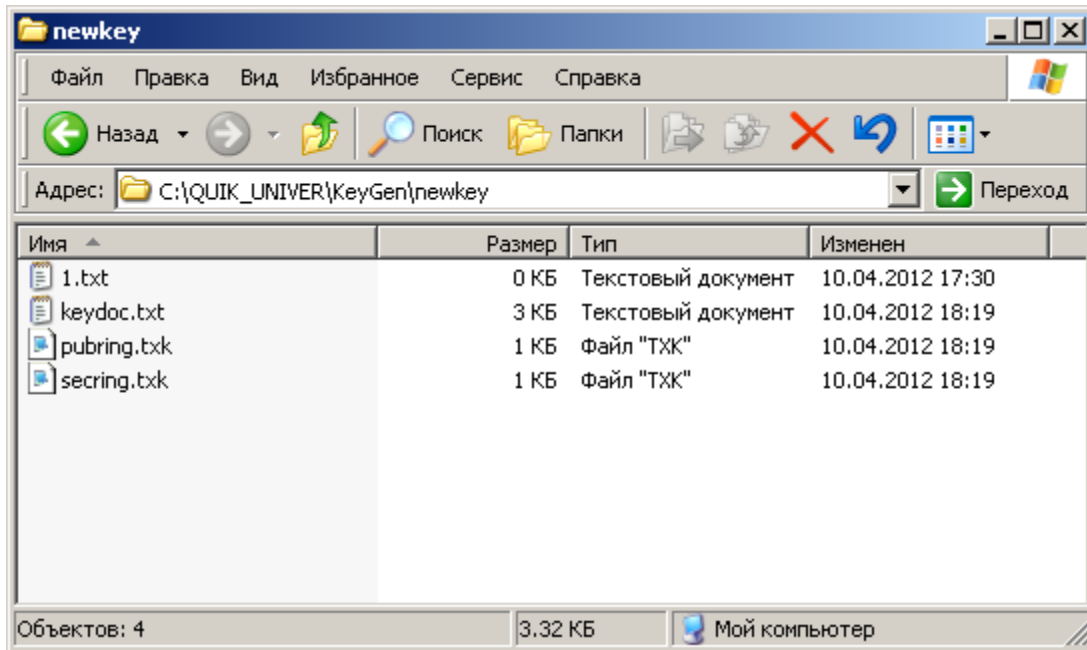 newkey
Файл Правка Вид Избранное Сервис Справка
Назад Поиск Папки
Адрес: C:\QUIK_UNIVER\KeyGen\newkey Переход
Имя Размер Тип Изменен
1.txt 0 КБ Текстовый документ 10.04.2012 17:30
keydoc.txt 3 КБ Текстовый документ 10.04.2012 18:19
pubring.txk 1 КБ Файл "TXK" 10.04.2012 18:19
secring.txk 1 КБ Файл "TXK" 10.04.2012 18:19
Объектов: 4 3.32 КБ Мой компьютер